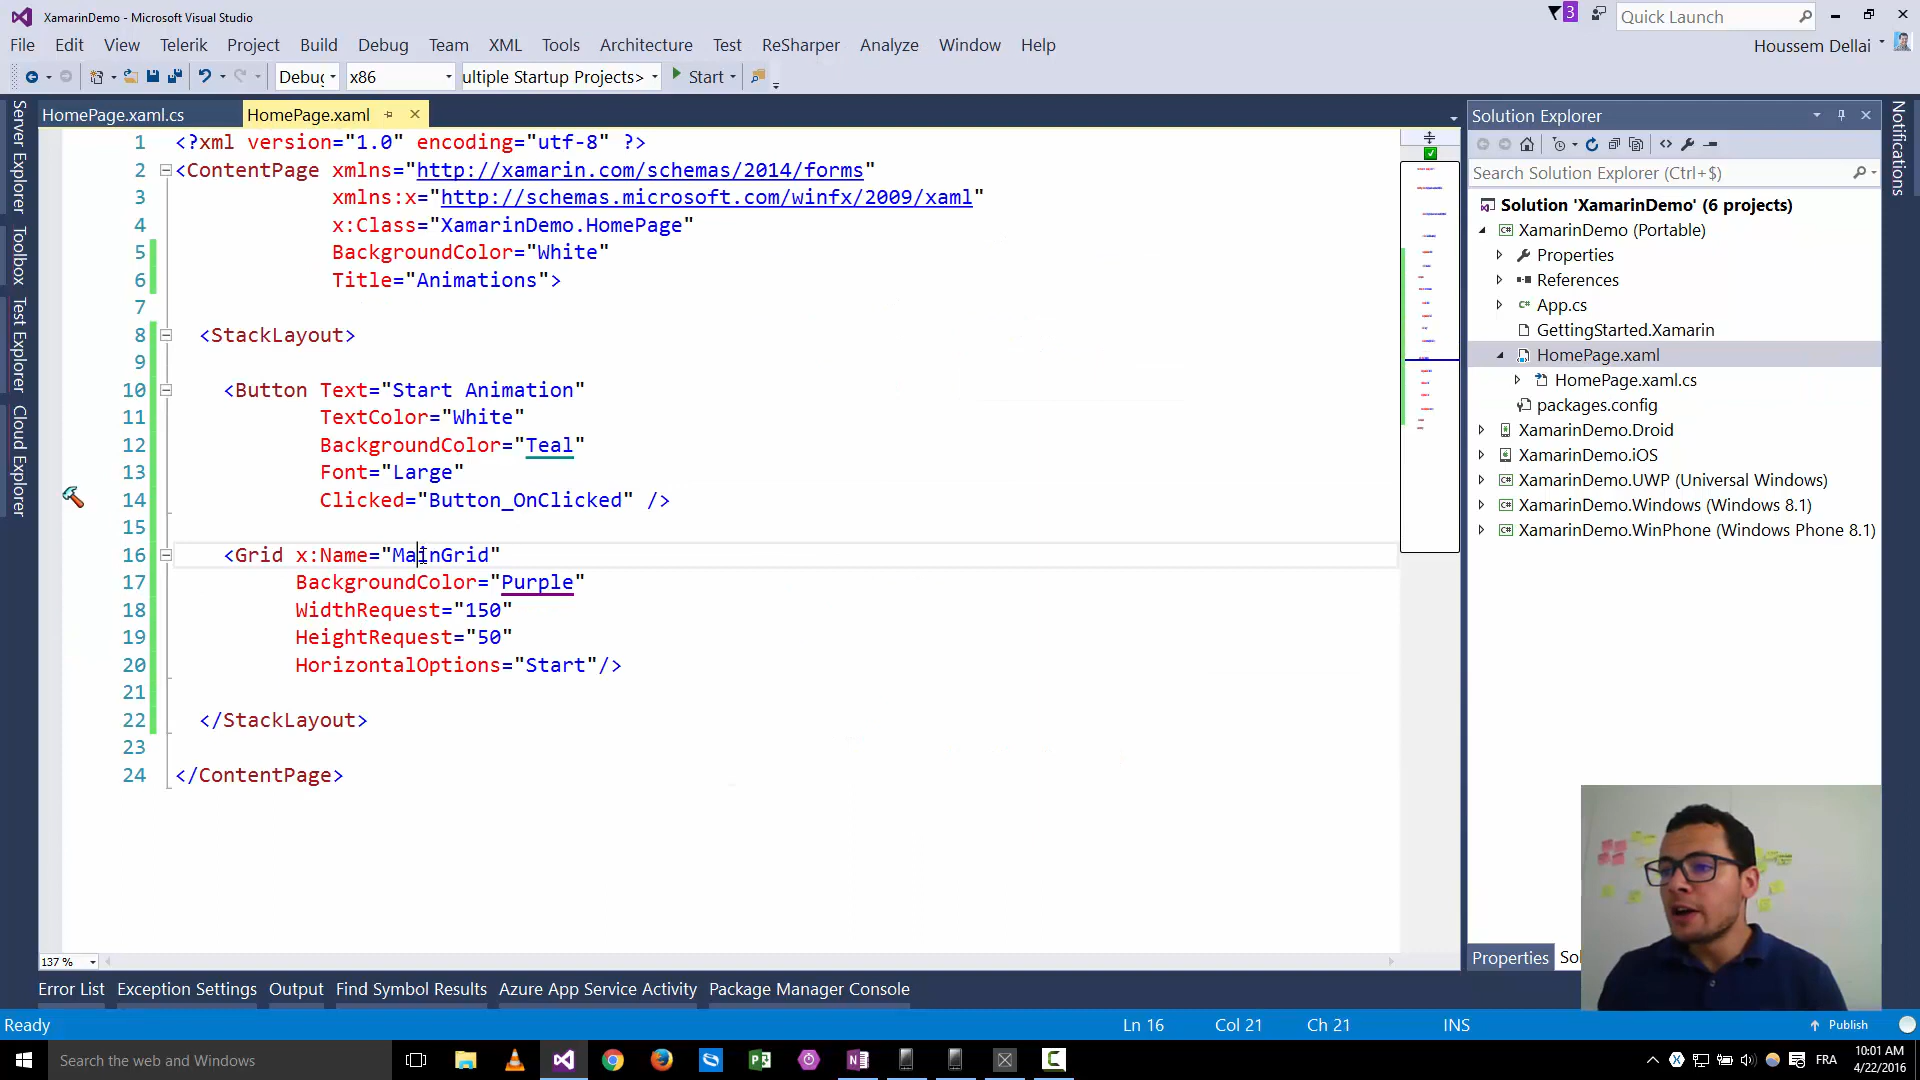 XamarinDemo - Microsoft Visual Studio
3
Quick Launch
File Edit View Telerik Project Build Debug Team XML Tools Architecture Test ReSharper Analyze Window Help
Houssem Dellai
Debug x86 ultiple Startup Projects> Start
HomePage.xaml.cs HomePage.xaml
Server Explorer
Toolbox
Test Explorer
Cloud Explorer
1 <?xml version="1.0" encoding="utf-8" ?>
2 <ContentPage xmlns="http://xamarin.com/schemas/2014/forms"
3 xmlns:x="http://schemas.microsoft.com/winfx/2009/xaml"
4 x:Class="XamarinDemo.HomePage"
5 BackgroundColor="White"
6 Title="Animations">
7
8 <StackLayout>
9
10 <Button Text="Start Animation"
11 TextColor="White"
12 BackgroundColor="Teal"
13 Font="Large"
14 Clicked="Button_OnClicked" />
15
16 <Grid x:Name="MainGrid"
17 BackgroundColor="Purple"
18 WidthRequest="150"
19 HeightRequest="50"
20 HorizontalOptions="Start"/>
21
22 </StackLayout>
23
24 </ContentPage>
137 %
Solution Explorer
Search Solution Explorer (Ctrl+$)
Solution 'XamarinDemo' (6 projects)
XamarinDemo (Portable)
Properties
References
App.cs
GettingStarted.Xamarin
HomePage.xaml
HomePage.xaml.cs
packages.config
XamarinDemo.Droid
XamarinDemo.iOS
XamarinDemo.UWP (Universal Windows)
XamarinDemo.Windows (Windows 8.1)
XamarinDemo.WinPhone (Windows Phone 8.1)
Notifications
Properties Sol
Error List Exception Settings Output Find Symbol Results Azure App Service Activity Package Manager Console
Ready Ln 16 Col 21 Ch 21 INS Publish
Search the web and Windows
FRA
10:01 AM
4/22/2016